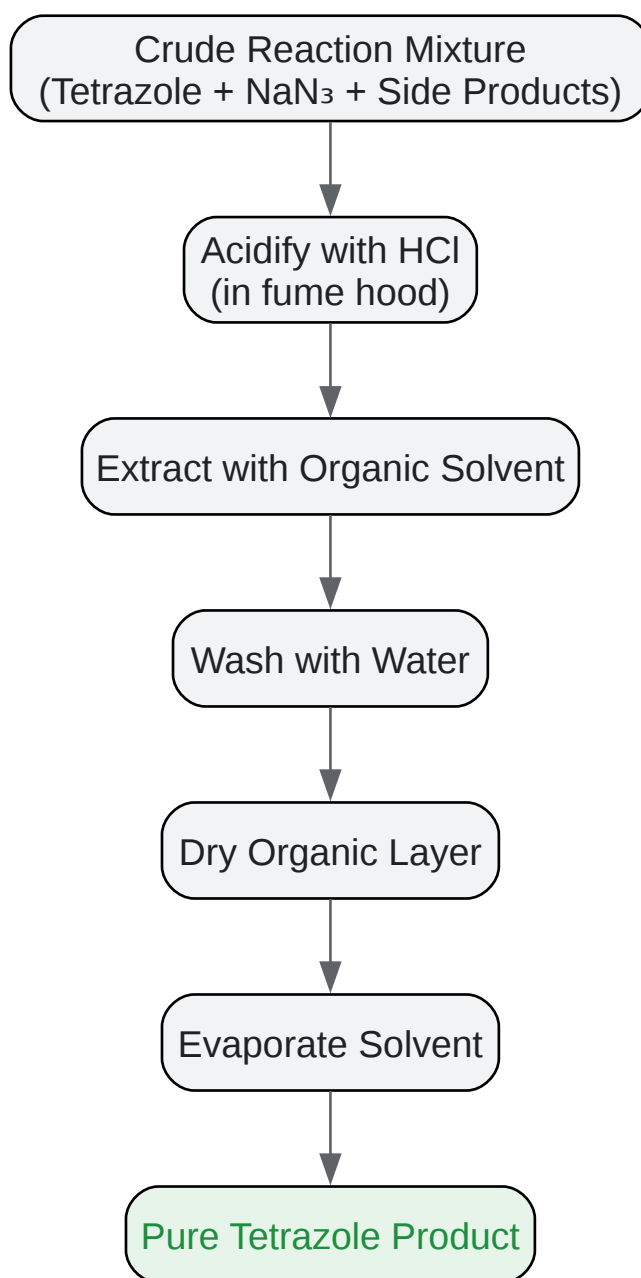 Crude Reaction Mixture
(Tetrazole + NaN₃ + Side Products)
Acidify with HCl
(in fume hood)
Extract with Organic Solvent
Wash with Water
Dry Organic Layer
Evaporate Solvent
Pure Tetrazole Product